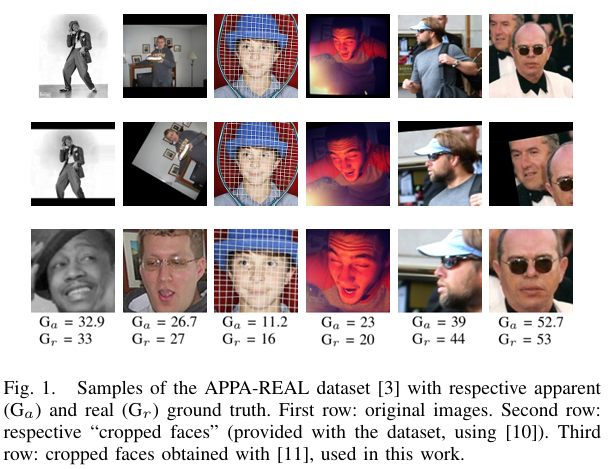 Gₐ = 32.9 Gₐ = 26.7 Gₐ = 11.2 Gₐ = 23 Gₐ = 39 Gₐ = 52.7
Gᵣ = 33 Gᵣ = 27 Gᵣ = 16 Gᵣ = 20 Gᵣ = 44 Gᵣ = 53
Fig. 1. Samples of the APPA-REAL dataset [3] with respective apparent
(Gₐ) and real (Gᵣ) ground truth. First row: original images. Second row:
respective “cropped faces” (provided with the dataset, using [10]). Third
row: cropped faces obtained with [11], used in this work.